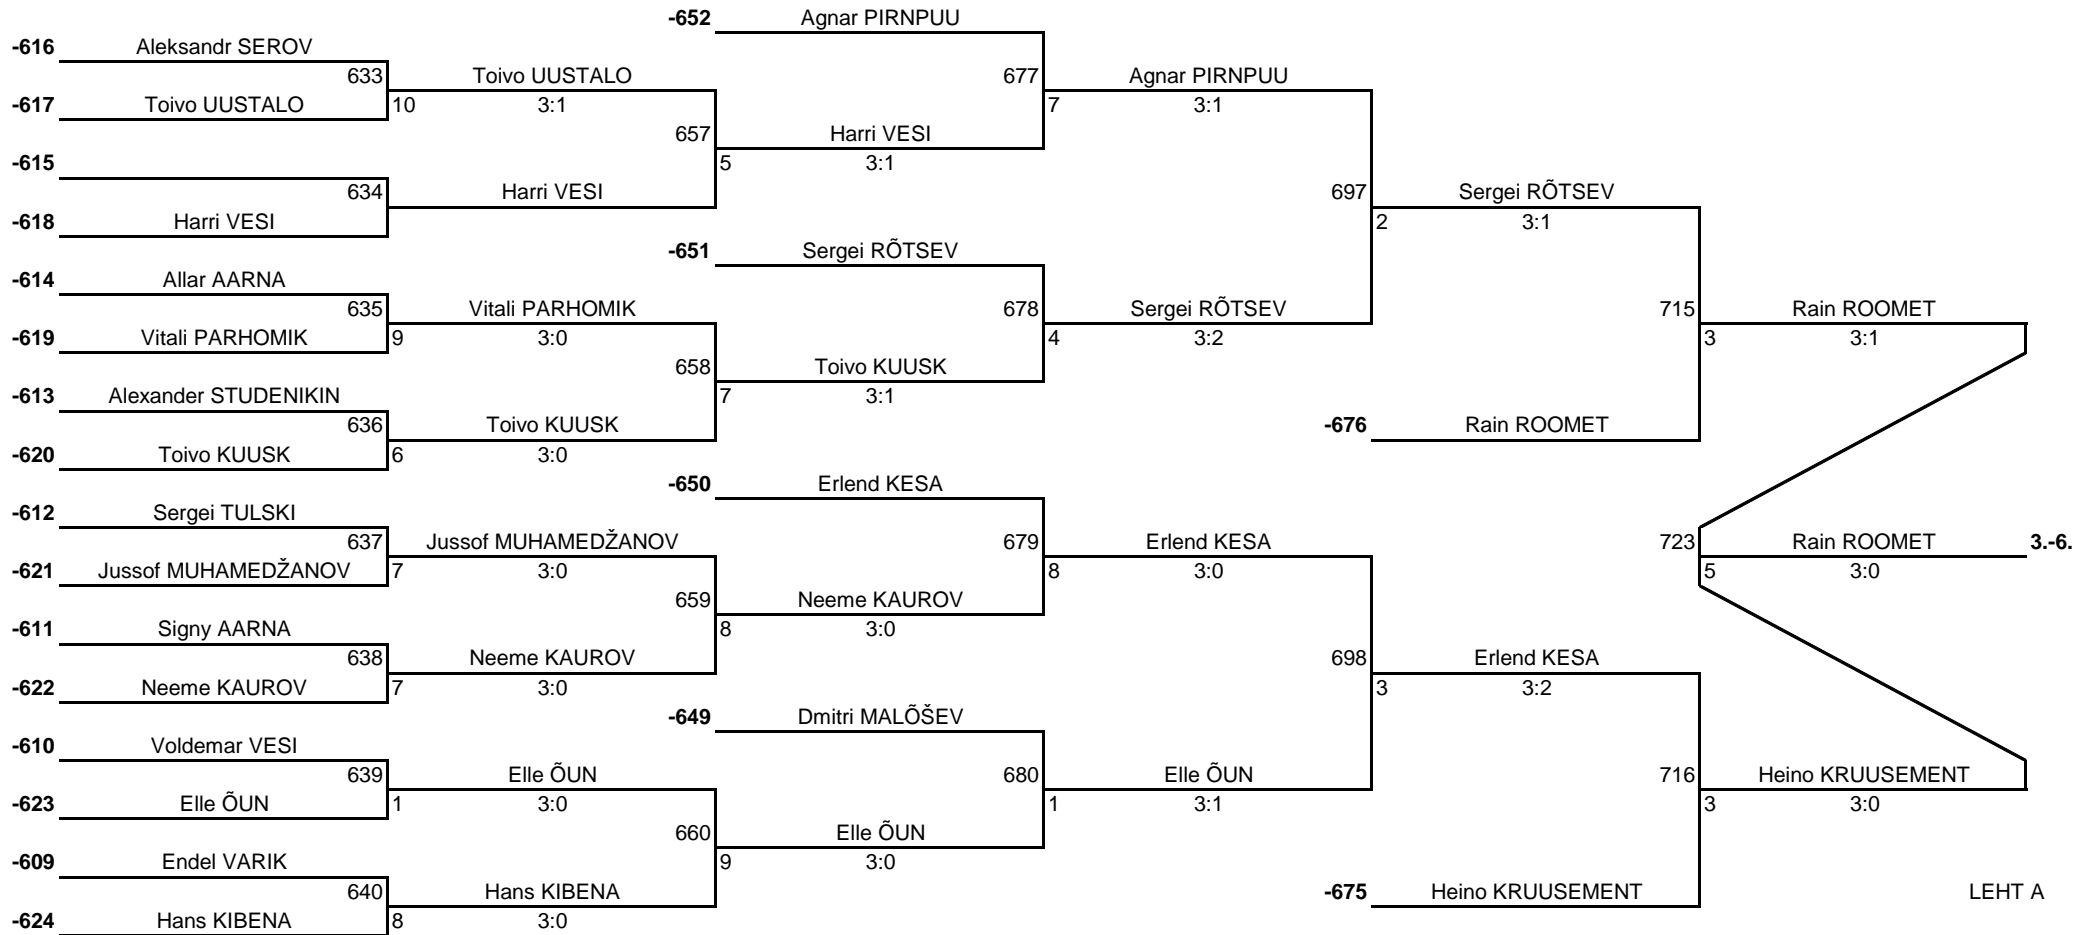 -652 Agnar PIRNPUU
-616 Aleksandr SEROV
633 Toivo UUSTALO 677 Agnar PIRNPUU
-617 Toivo UUSTALO 10 3:1 7 3:1
657 Harri VESI
-615 5 3:1
634 Harri VESI 697 Sergei RÕTSEV
-618 Harri VESI 2 3:1
-651 Sergei RÕTSEV
-614 Allar AARNA
635 Vitali PARHOMIK 678 Sergei RÕTSEV 715 Rain ROOMET
-619 Vitali PARHOMIK 9 3:0 4 3:2 3 3:1
658 Toivo KUUSK
-613 Alexander STUDENIKIN 7 3:1
636 Toivo KUUSK -676 Rain ROOMET
-620 Toivo KUUSK 6 3:0
-650 Erlend KESA
-612 Sergei TULSKI
637 Jussof MUHAMEDŽANOV 679 Erlend KESA 723 Rain ROOMET 3.-6.
-621 Jussof MUHAMEDŽANOV 7 3:0 8 3:0 5 3:0
659 Neeme KAUROV
-611 Signy AARNA 8 3:0
638 Neeme KAUROV 698 Erlend KESA
-622 Neeme KAUROV 7 3:0 3 3:2
-649 Dmitri MALÕŠEV
-610 Voldemar VESI
639 Elle ÕUN 680 Elle ÕUN 716 Heino KRUUSEMENT
-623 Elle ÕUN 1 3:0 1 3:1 3 3:0
660 Elle ÕUN
-609 Endel VARIK 9 3:0
640 Hans KIBENA -675 Heino KRUUSEMENT LEHT A
-624 Hans KIBENA 8 3:0